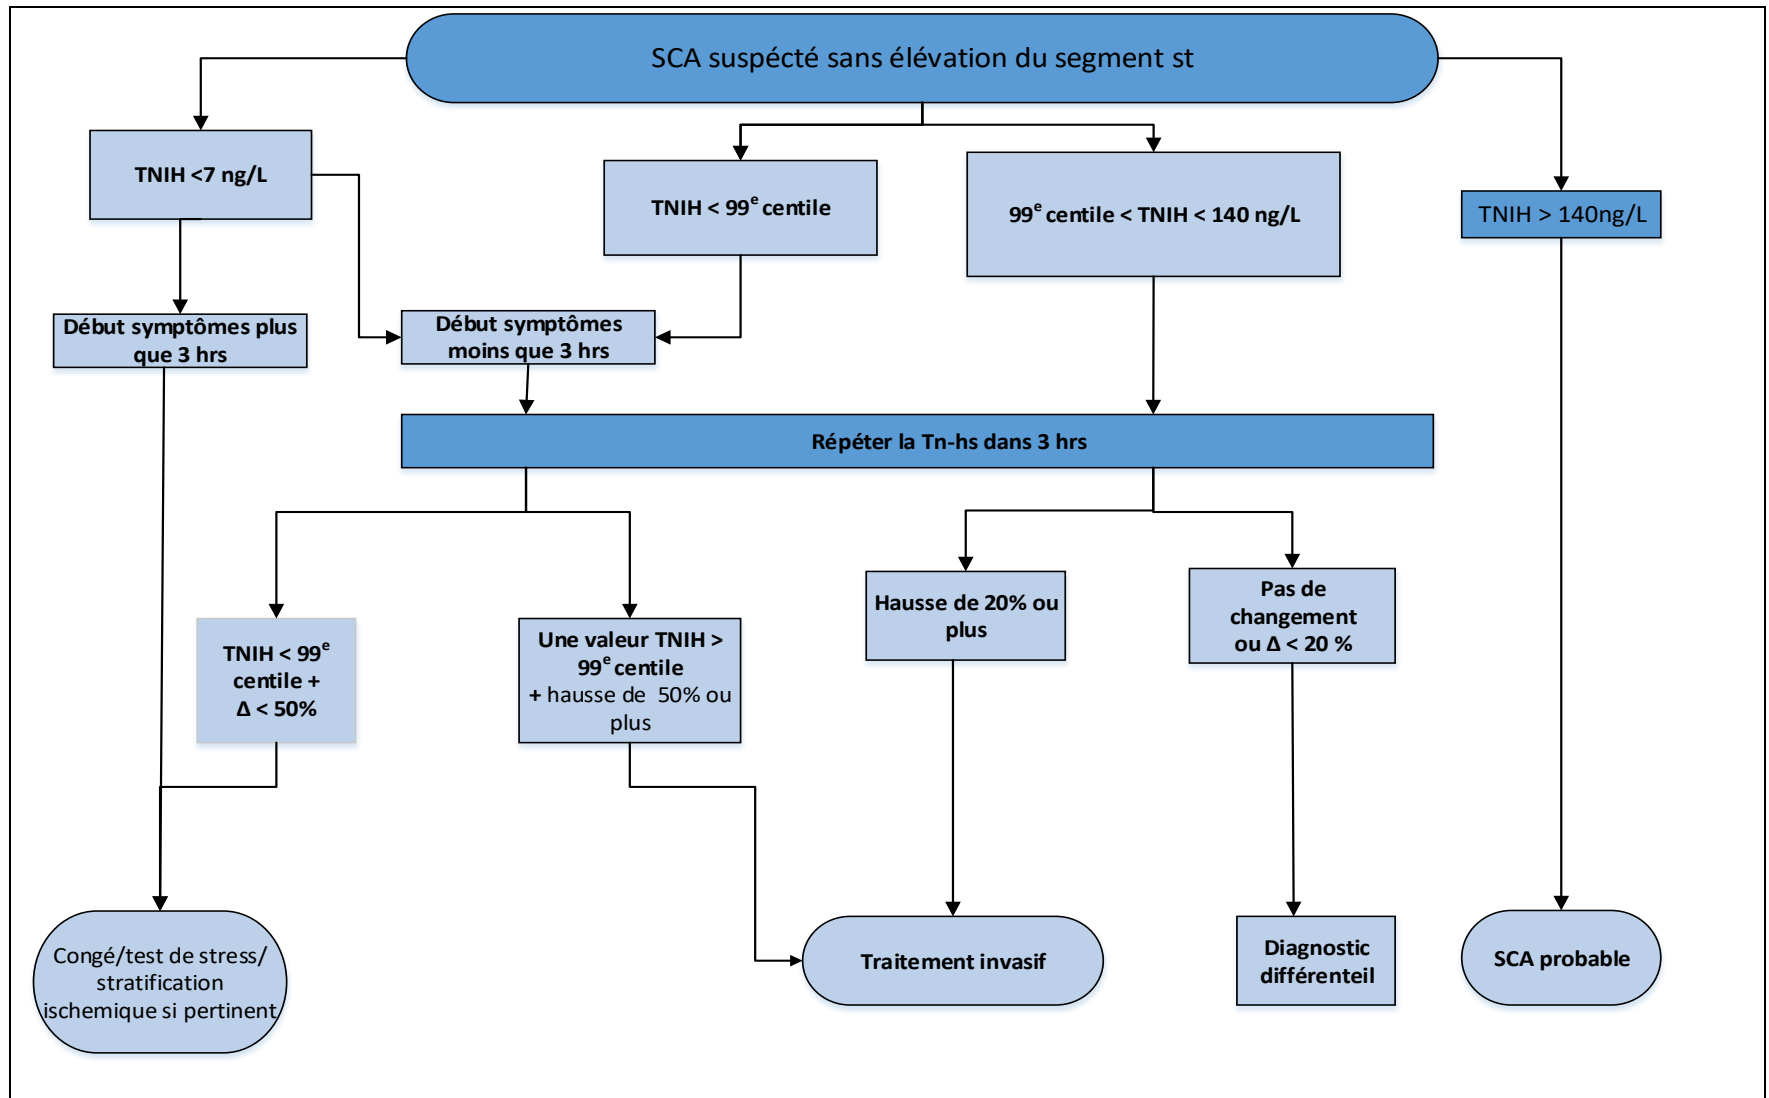 SCA suspécté sans élévation du segment st
TNIH <7 ng/L
TNIH < 99e centile
99e centile < TNIH < 140 ng/L
TNIH > 140ng/L
Début symptômes plus
que 3 hrs
Début symptômes
moins que 3 hrs
Répéter la Tn-hs dans 3 hrs
TNIH < 99e
centile +
Δ < 50%
Une valeur TNIH >
99e centile
+ hausse de 50% ou
plus
Hausse de 20% ou
plus
Pas de
changement
ou Δ < 20 %
Congé/test de stress/
stratification
ischemique si pertinent
Traitement invasif
Diagnostic
différenteil
SCA probable